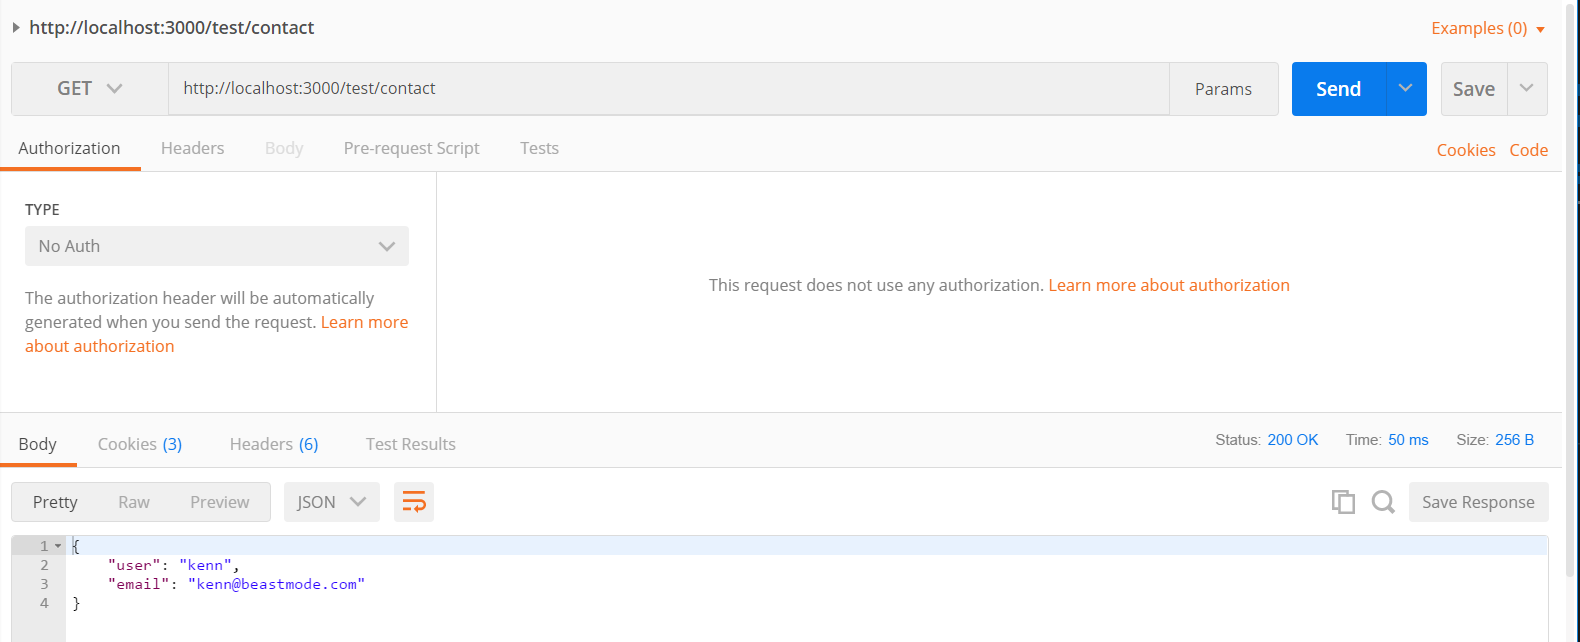 http://localhost:3000/test/contact
Examples (0)
GET http://localhost:3000/test/contact Params Send Save
Authorization Headers Body Pre-request Script Tests Cookies Code
TYPE
No Auth
The authorization header will be automatically
generated when you send the request. Learn more
about authorization
This request does not use any authorization. Learn more about authorization
Body Cookies (3) Headers (6) Test Results Status: 200 OK Time: 50 ms Size: 256 B
Pretty Raw Preview JSON Save Response
1 {
2 "user": "kenn",
3 "email": "kenn@beastmode.com"
4 }